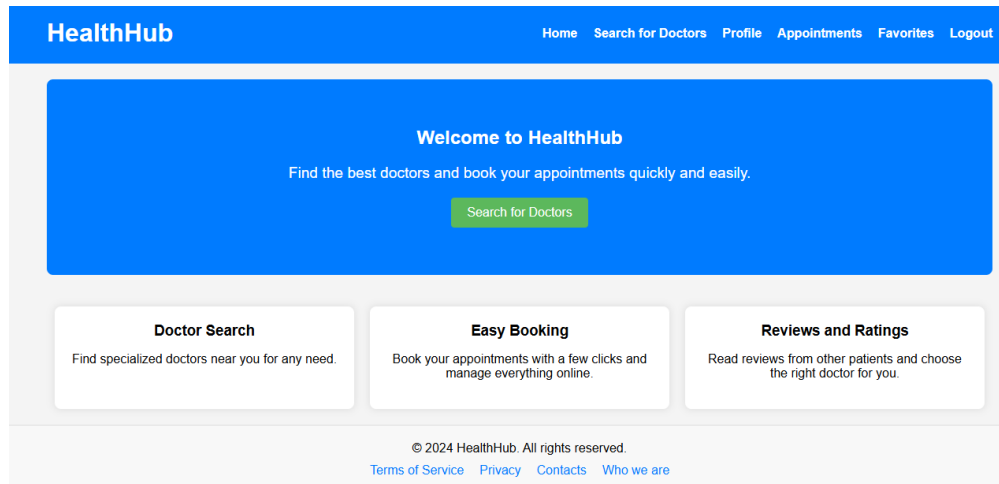 HealthHub
Home Search for Doctors Profile Appointments Favorites Logout
Welcome to HealthHub
Find the best doctors and book your appointments quickly and easily.
Search for Doctors
Doctor Search
Find specialized doctors near you for any need.
Easy Booking
Book your appointments with a few clicks and
manage everything online.
Reviews and Ratings
Read reviews from other patients and choose
the right doctor for you.
© 2024 HealthHub. All rights reserved.
Terms of Service Privacy Contacts Who we are